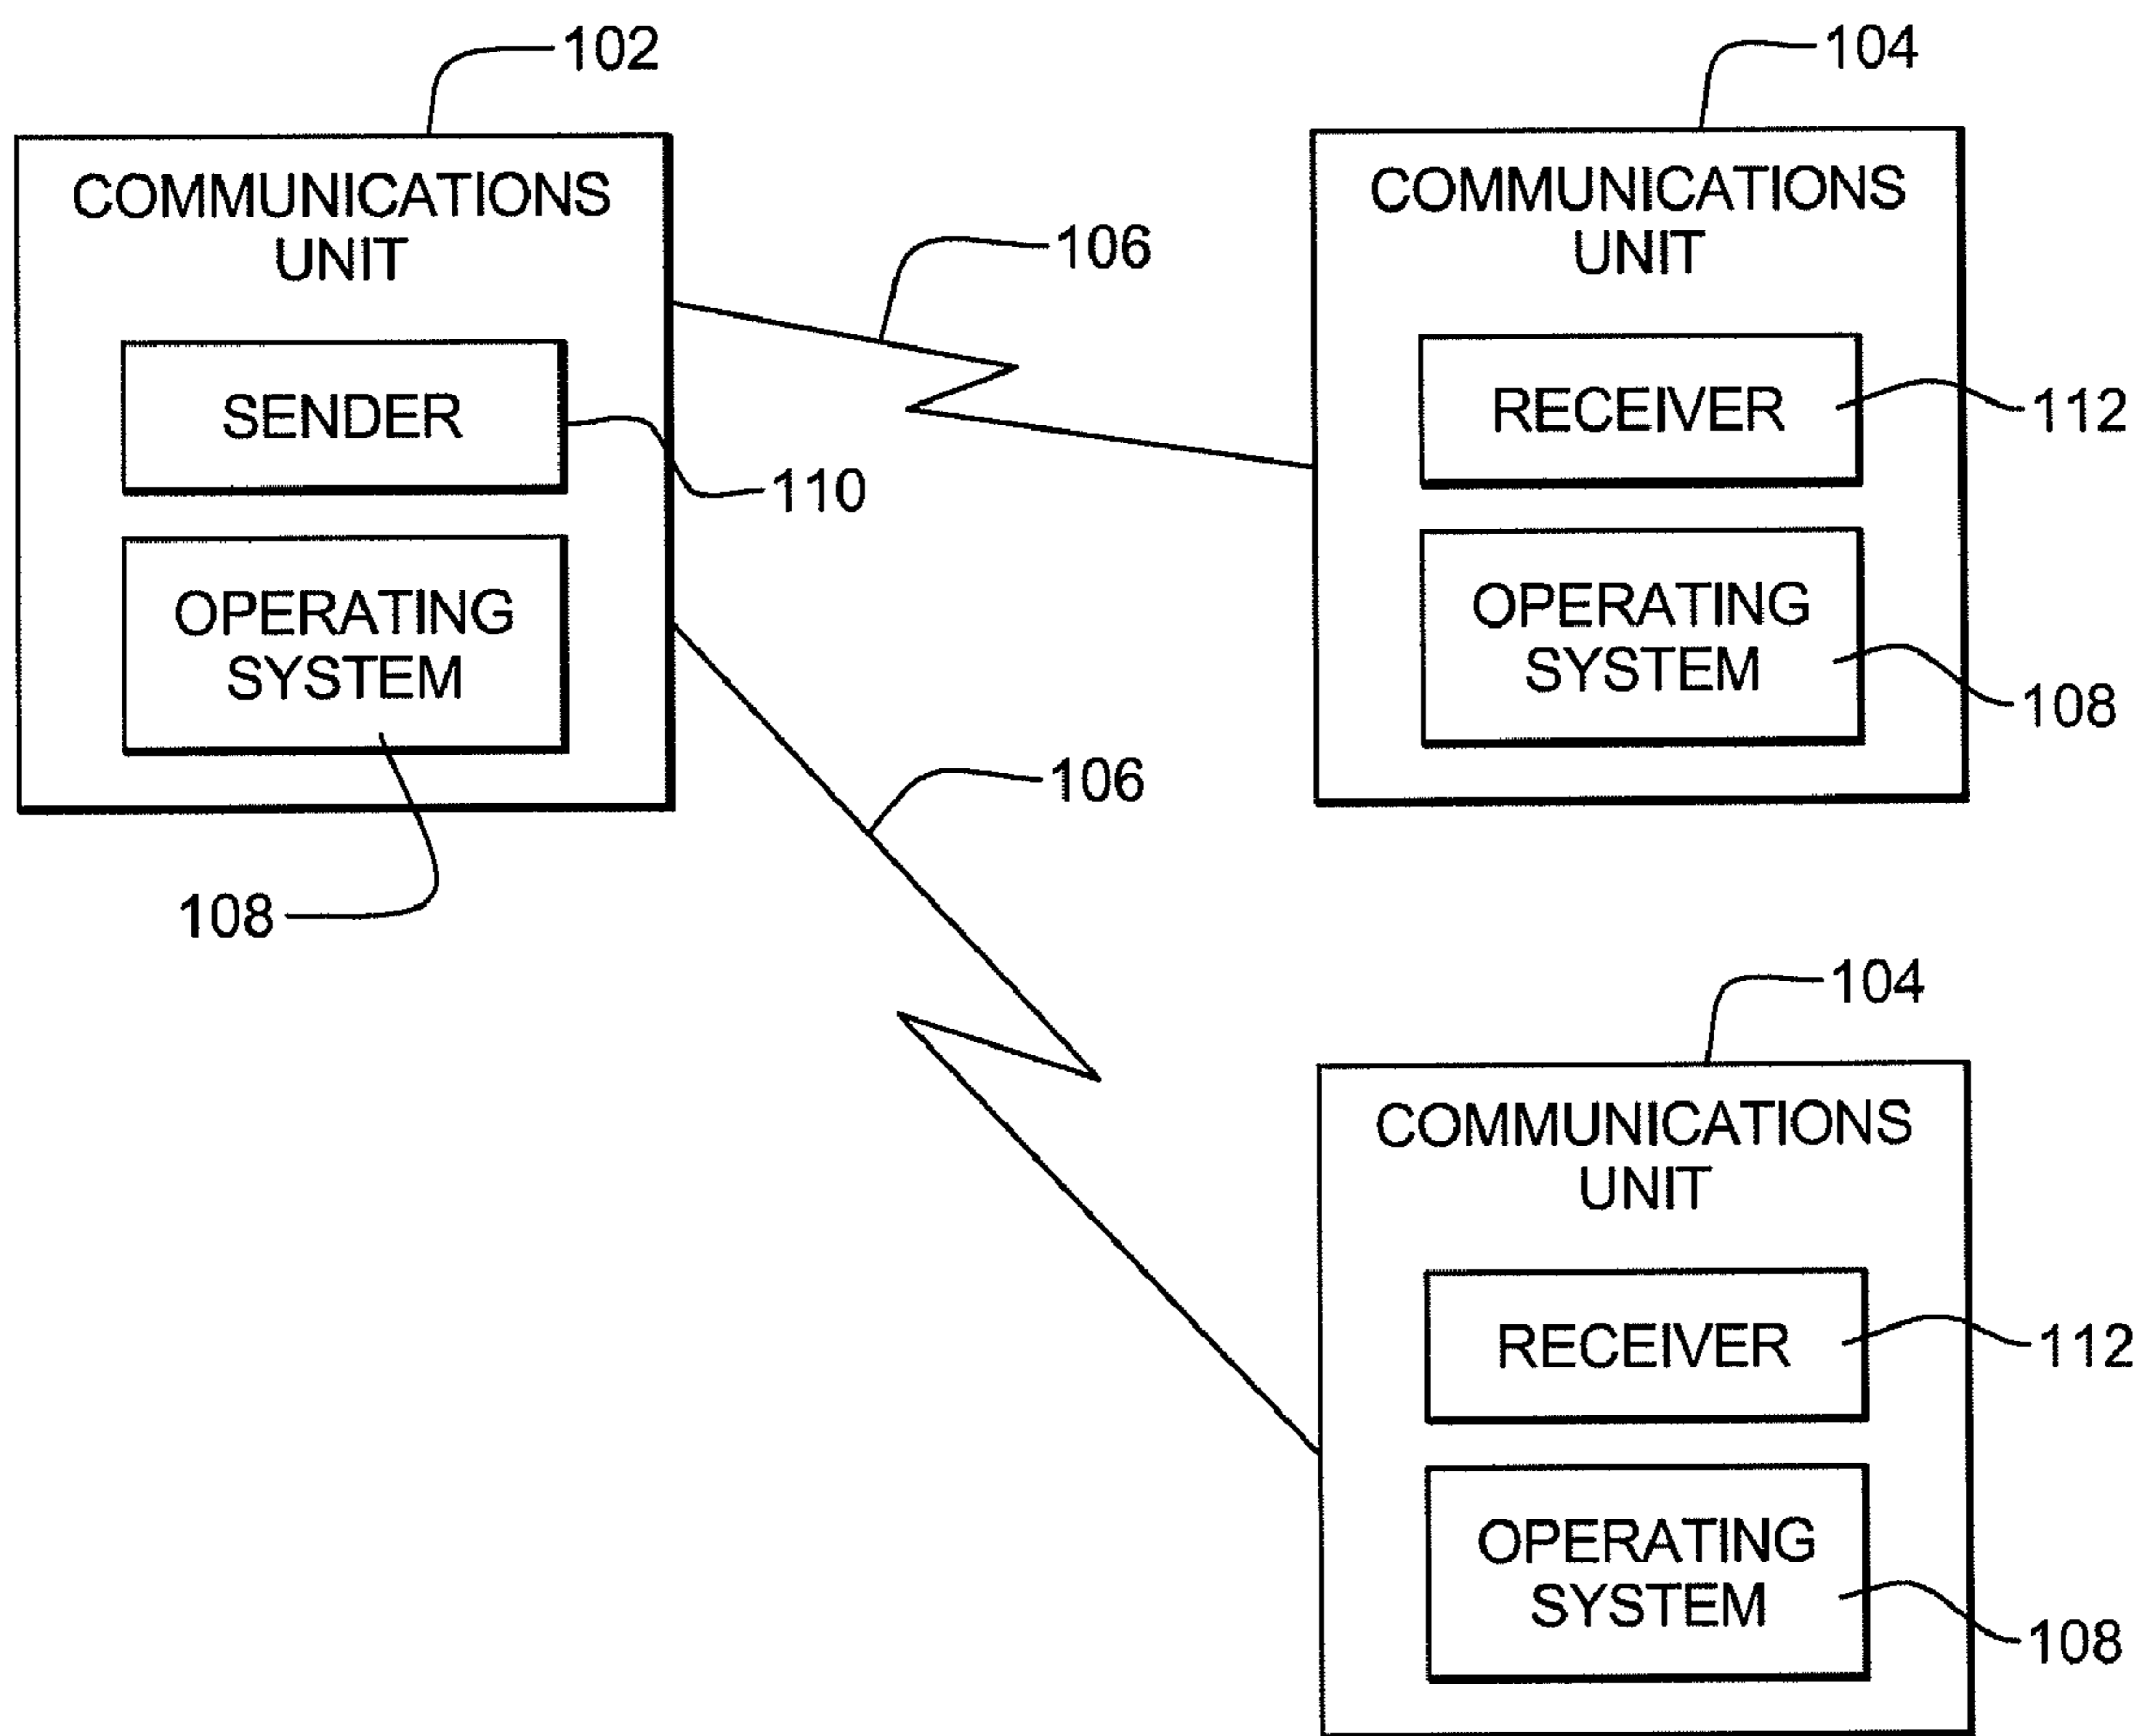 102
COMMUNICATIONS
UNIT
SENDER
110
OPERATING
SYSTEM
108
106
106
104
COMMUNICATIONS
UNIT
RECEIVER
112
OPERATING
SYSTEM
108
104
COMMUNICATIONS
UNIT
RECEIVER
112
OPERATING
SYSTEM
108